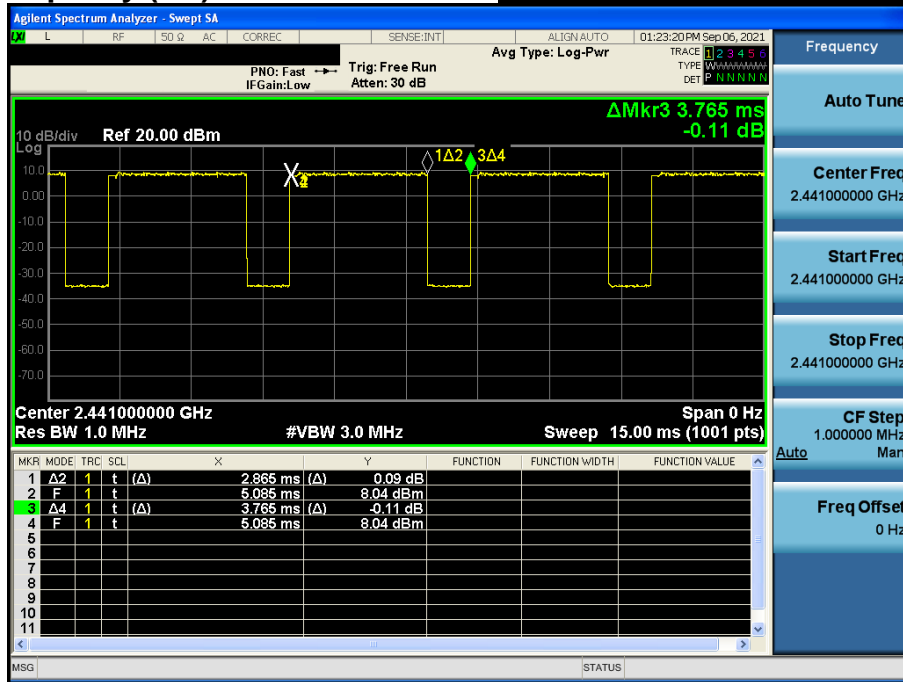 Agilent Spectrum Analyzer - Swept SA
LXI L RF 50 Ω AC CORREC SENSE:INT ALIGN AUTO 01:23:20 PM Sep 06, 2021
Frequency
Avg Type: Log-Pwr TRACE 1 2 3 4 5 6
PNO: Fast Trig: Free Run TYPE WWWWWW
IFGain:Low Atten: 30 dB DET P N N N N N
Auto Tune
ΔMkr3 3.765 ms
10 dB/div Ref 20.00 dBm -0.11 dB
Log
1Δ2 3Δ4
10.0
0.00
-10.0
-20.0
-30.0
-40.0
-50.0
-60.0
-70.0
Center 2.441000000 GHz Span 0 Hz
Res BW 1.0 MHz #VBW 3.0 MHz Sweep 15.00 ms (1001 pts)
Center Freq
2.441000000 GHz
Start Freq
2.441000000 GHz
Stop Freq
2.441000000 GHz
CF Step
1.000000 MHz
Auto Man
Freq Offset
0 Hz
MKR MODE TRC SCL X Y FUNCTION FUNCTION WIDTH FUNCTION VALUE
1 Δ2 1 t (Δ) 2.865 ms (Δ) 0.09 dB
2 F 1 t 5.085 ms 8.04 dBm
3 Δ4 1 t (Δ) 3.765 ms (Δ) -0.11 dB
4 F 1 t 5.085 ms 8.04 dBm
5
6
7
8
9
10
11
MSG STATUS